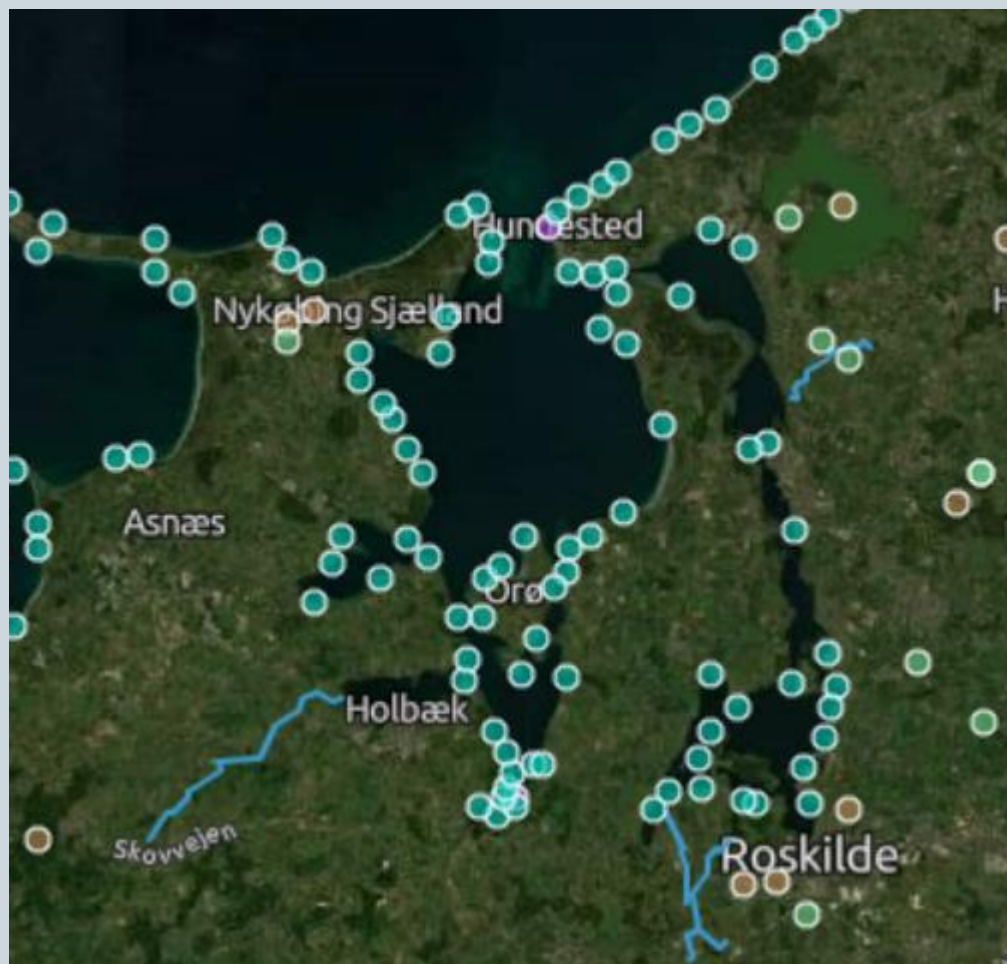 Hundested
Nykøbing Sjælland
H
Asnæs
Orø
Holbæk
Skovvejen
Roskilde